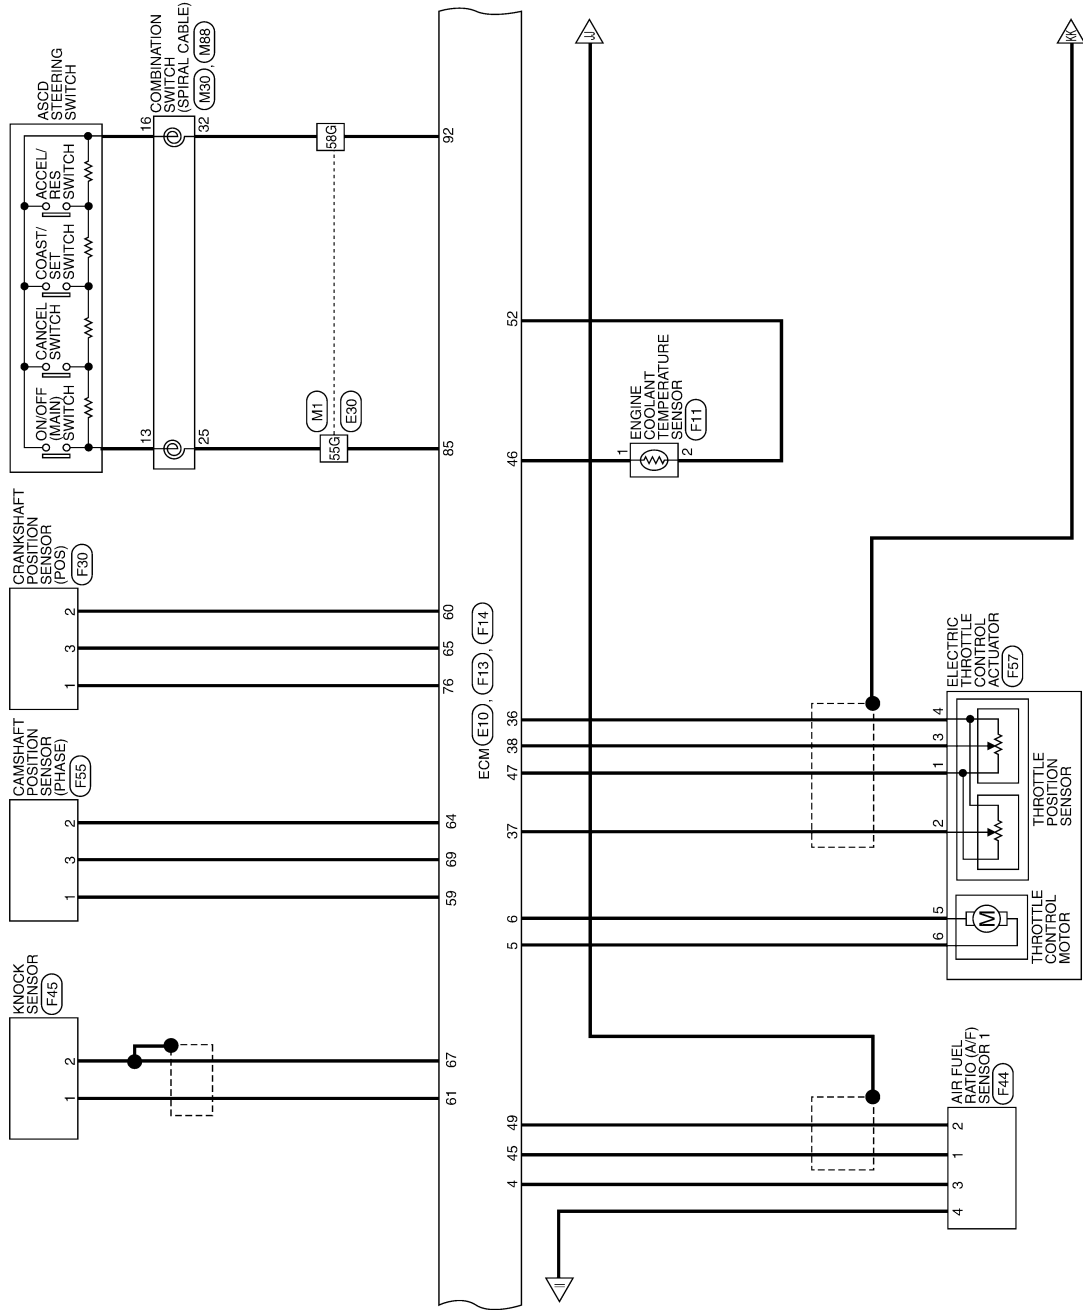 KNOCK
SENSOR
F45
1
2
61
67
CAMSHAFT
POSITION
SENSOR
(PHASE)
F55
1
3
2
59
69
64
CRANKSHAFT
POSITION
SENSOR
(POS)
F30
1
3
2
76
65
60
ASCD
STEERING
SWITCH
ON/OFF
(MAIN)
SWITCH
CANCEL
SWITCH
COAST/
SET
SWITCH
ACCEL/
RES
SWITCH
13
16
COMBINATION
SWITCH
(SPIRAL CABLE)
M30 , M88
25
32
M1
E30
55G
58G
85
92
ECM E10 , F13 , F14
4
45
49
5
6
37
47
38
36
46
52
II
JJ
KK
ENGINE
COOLANT
TEMPERATURE
SENSOR
F11
1
2
AIR FUEL
RATIO (A/F)
SENSOR 1
F44
4
3
1
2
ELECTRIC
THROTTLE
CONTROL
ACTUATOR
F57
6
5
2
1
3
4
M
THROTTLE
CONTROL
MOTOR
THROTTLE
POSITION
SENSOR